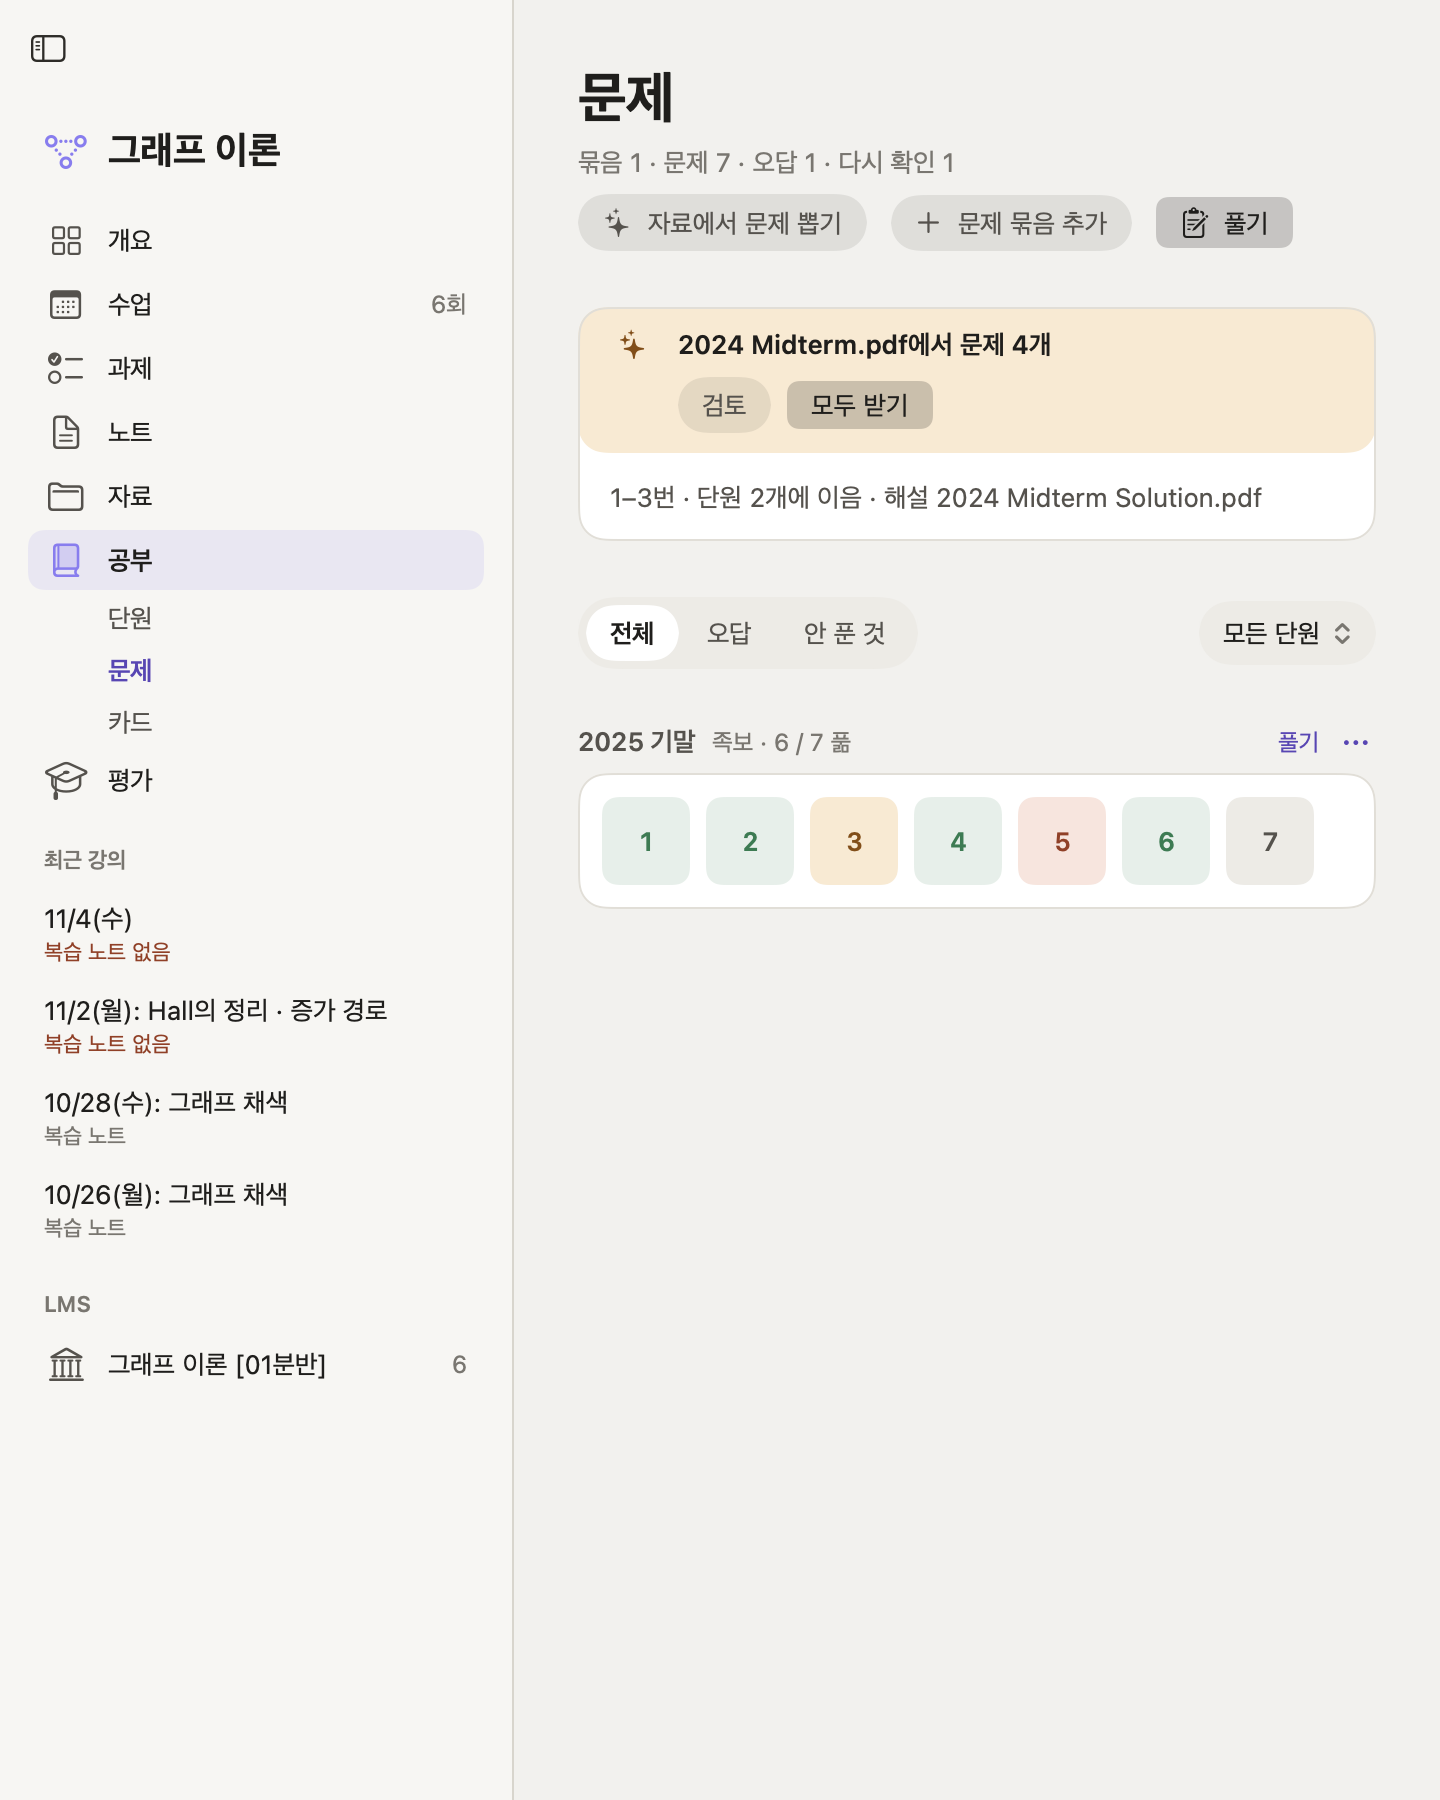 그래프 이론
개요
수업 6회
과제
노트
자료
공부
단원
문제
카드
평가
최근 강의
11/4(수)
복습 노트 없음
11/2(월): Hall의 정리 · 증가 경로
복습 노트 없음
10/28(수): 그래프 채색
복습 노트
10/26(월): 그래프 채색
복습 노트
LMS
그래프 이론 [01분반] 6
문제
묶음 1 · 문제 7 · 오답 1 · 다시 확인 1
자료에서 문제 뽑기 문제 묶음 추가 풀기
2024 Midterm.pdf에서 문제 4개
검토 모두 받기
1–3번 · 단원 2개에 이음 · 해설 2024 Midterm Solution.pdf
전체 오답 안 푼 것 모든 단원
2025 기말 족보 · 6 / 7 풂 풀기
1 2 3 4 5 6 7